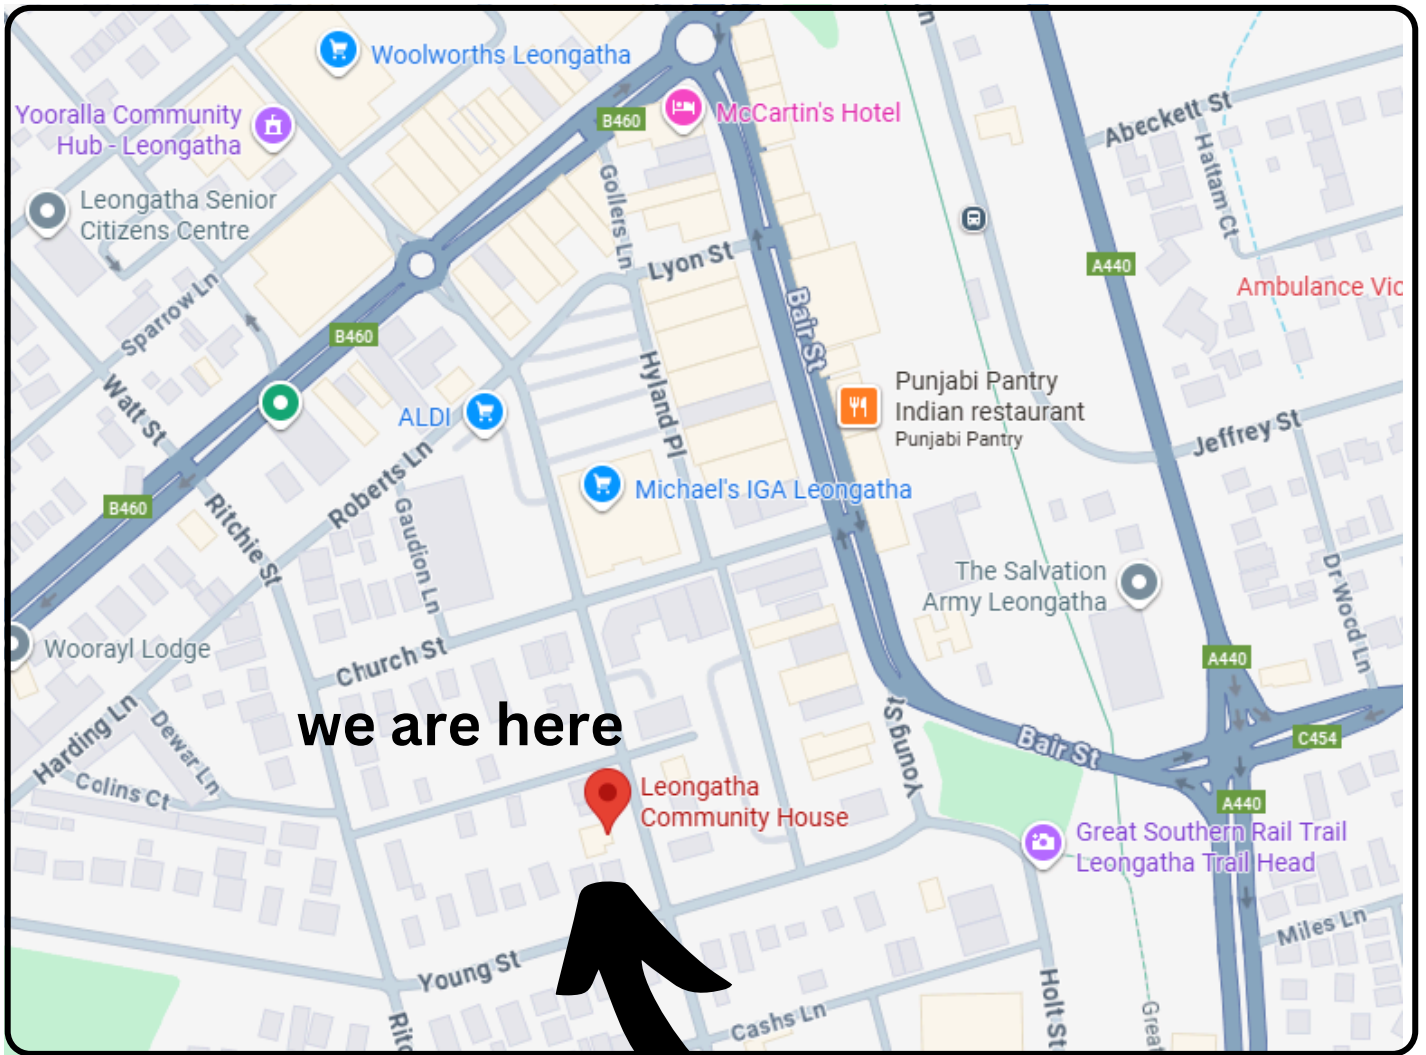 Woolworths Leongatha
Yooralla Community
Hub - Leongatha
B460
McCartin's Hotel
Abeckett St
Hattam Ct
Leongatha Senior
Citizens Centre
Gollers Ln
Lyon St
A440
Ambulance Vic
Sparrow Ln
B460
Bair St
Watt St
ALDI
Hyland Pl
Punjabi Pantry
Indian restaurant
Punjabi Pantry
Jeffrey St
Roberts Ln
Michael's IGA Leongatha
B460
Ritchie St
Gaudion Ln
The Salvation
Army Leongatha
Dr Wood Ln
Woorayl Lodge
Church St
A440
we are here
Harding Ln
Dewar Ln
Colins Ct
Young St
Bair St
C454
Leongatha
Community House
A440
Great Southern Rail Trail
Leongatha Trail Head
Miles Ln
Young St
Holt St
Cashs Ln
Ritc
Great